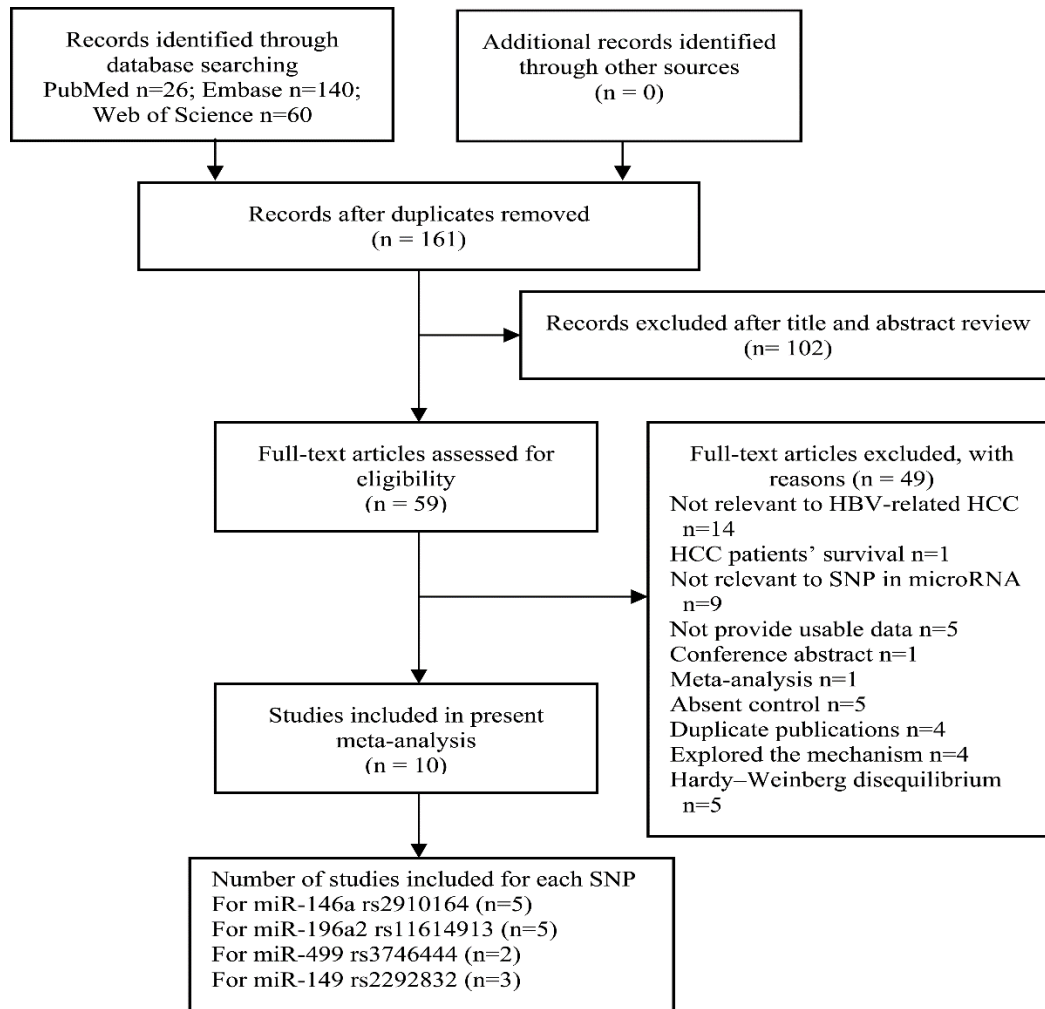 Records identified through
database searching
PubMed n=26; Embase n=140;
Web of Science n=60
Additional records identified
through other sources
(n = 0)
Records after duplicates removed
(n = 161)
Records excluded after title and abstract review
(n= 102)
Full-text articles assessed for
eligibility
(n = 59)
Full-text articles excluded, with
reasons (n = 49)
Not relevant to HBV-related HCC
n=14
HCC patients’ survival n=1
Not relevant to SNP in microRNA
n=9
Not provide usable data n=5
Conference abstract n=1
Meta-analysis n=1
Absent control n=5
Duplicate publications n=4
Explored the mechanism n=4
Hardy–Weinberg disequilibrium
n=5
Studies included in present
meta-analysis
(n = 10)
Number of studies included for each SNP
For miR-146a rs2910164 (n=5)
For miR-196a2 rs11614913 (n=5)
For miR-499 rs3746444 (n=2)
For miR-149 rs2292832 (n=3)